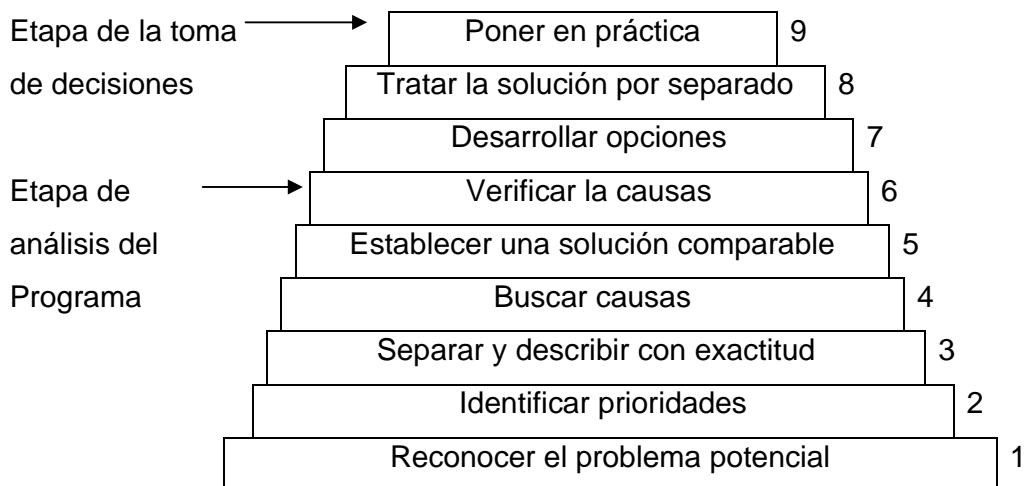 Etapa de la toma
de decisiones
Poner en práctica 9
Tratar la solución por separado 8
Desarrollar opciones 7
Etapa de
análisis del
Programa
Verificar la causas 6
Establecer una solución comparable 5
Buscar causas 4
Separar y describir con exactitud 3
Identificar prioridades 2
Reconocer el problema potencial 1